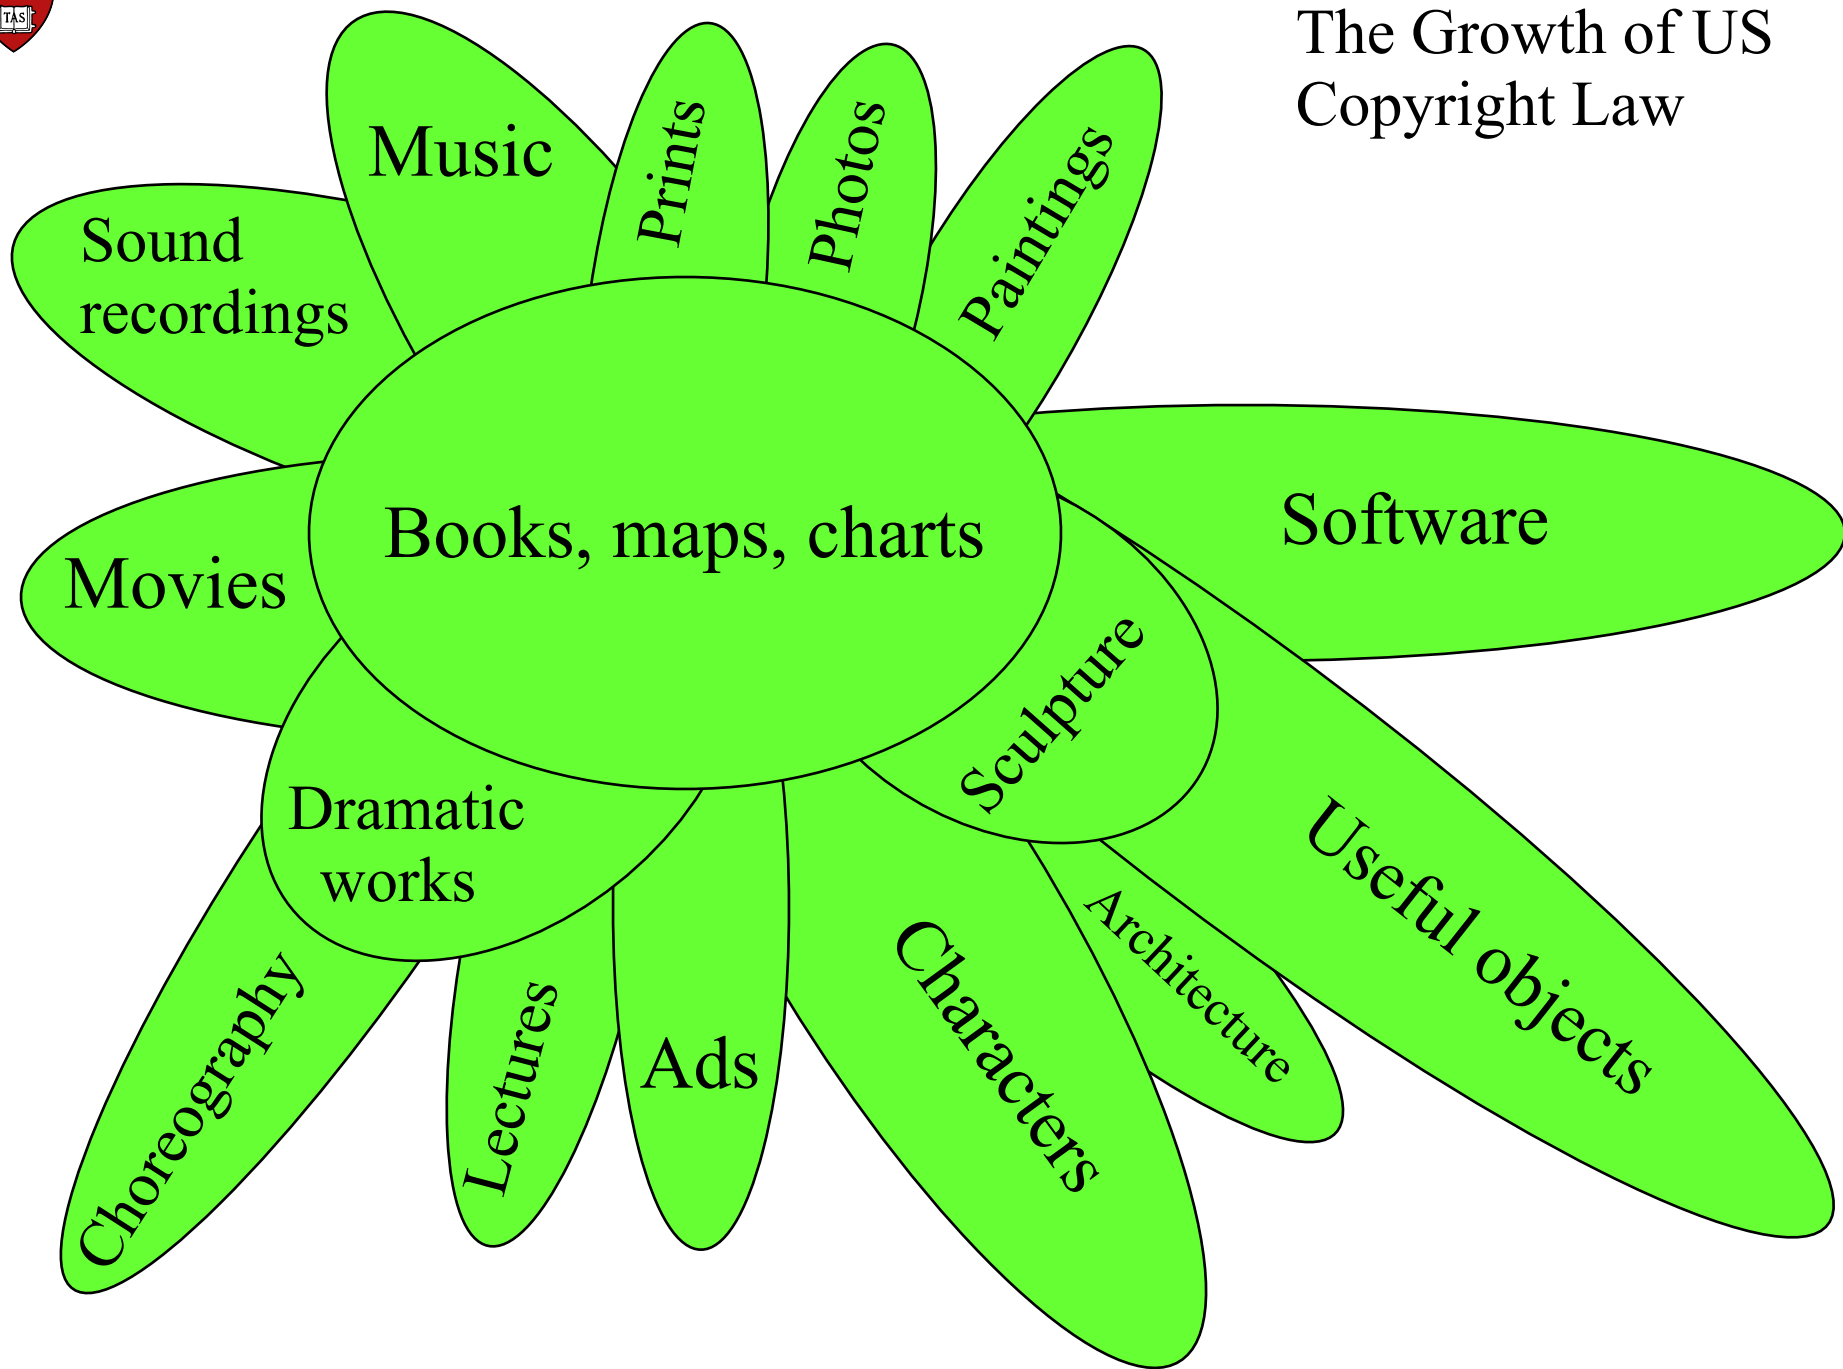 TAS
The Growth of US
Copyright Law
Music
Prints
Photos
Paintings
Sound
recordings
Software
Books, maps, charts
Movies
Sculpture
Dramatic
works
Useful objects
Architecture
Characters
Choreography
Lectures
Ads